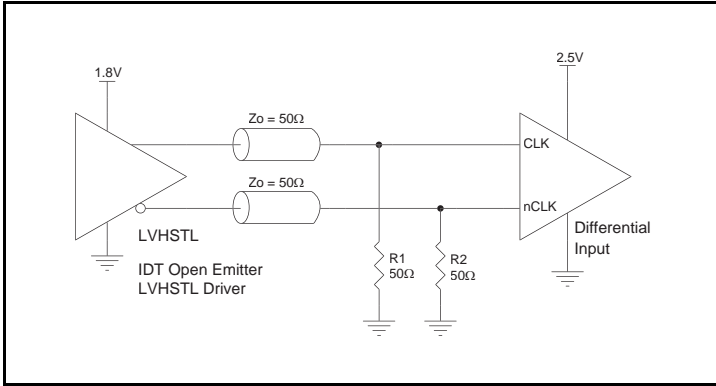 1.8V
2.5V
Zo = 50Ω
CLK
Zo = 50Ω
nCLK
LVHSTL
IDT Open Emitter
LVHSTL Driver
R1
50Ω
R2
50Ω
Differential
Input